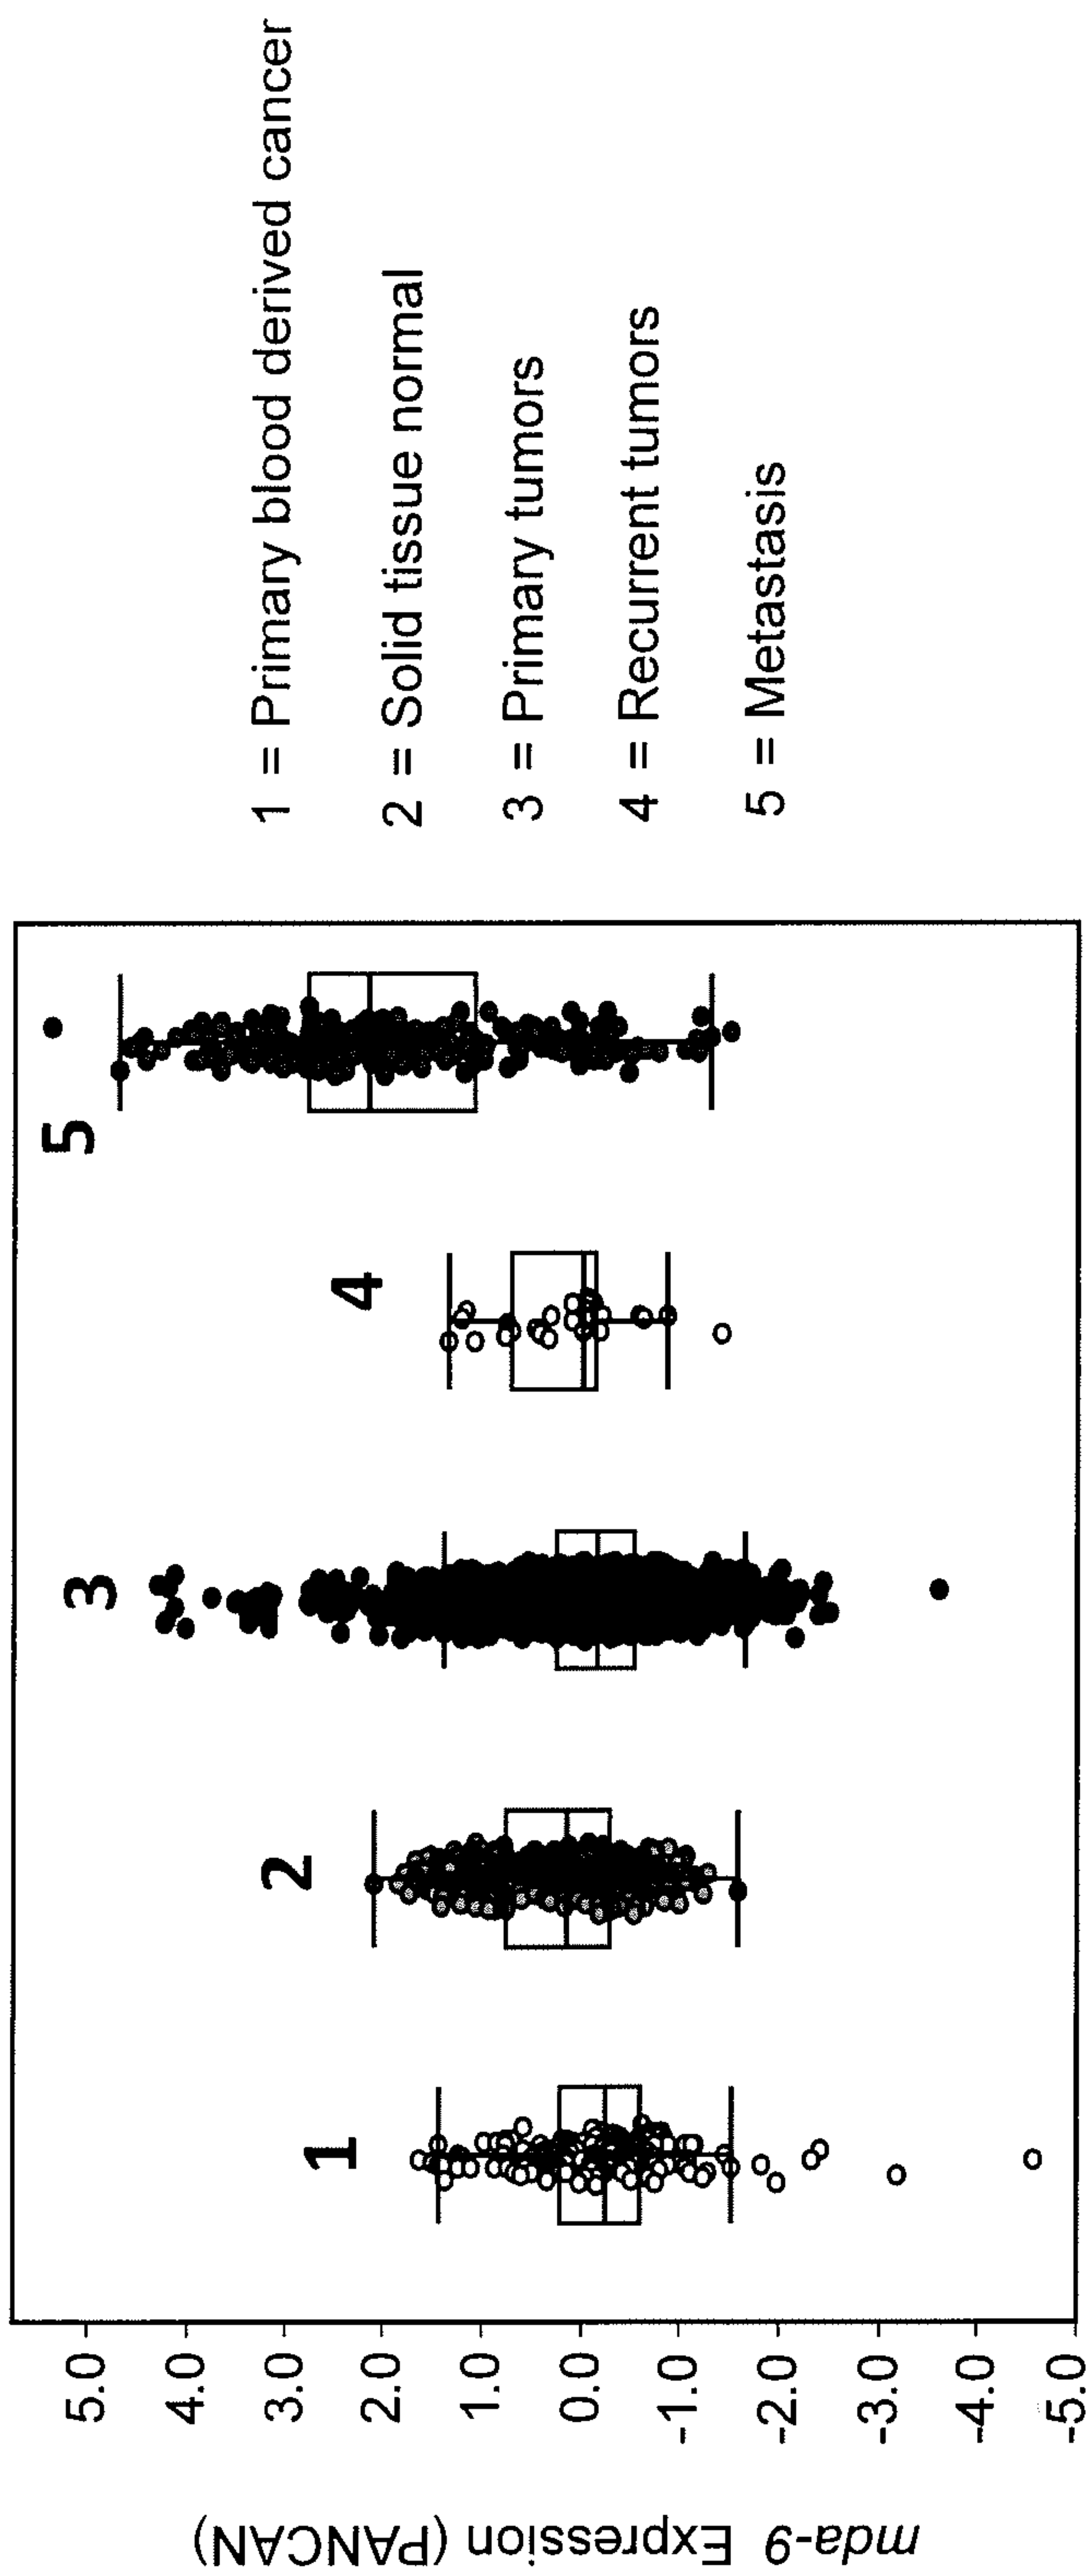 mda-9 Expression (PANCAN)
5.0
4.0
3.0
2.0
1.0
0.0
-1.0
-2.0
-3.0
-4.0
-5.0
1
2
3
4
5
1 = Primary blood derived cancer
2 = Solid tissue normal
3 = Primary tumors
4 = Recurrent tumors
5 = Metastasis